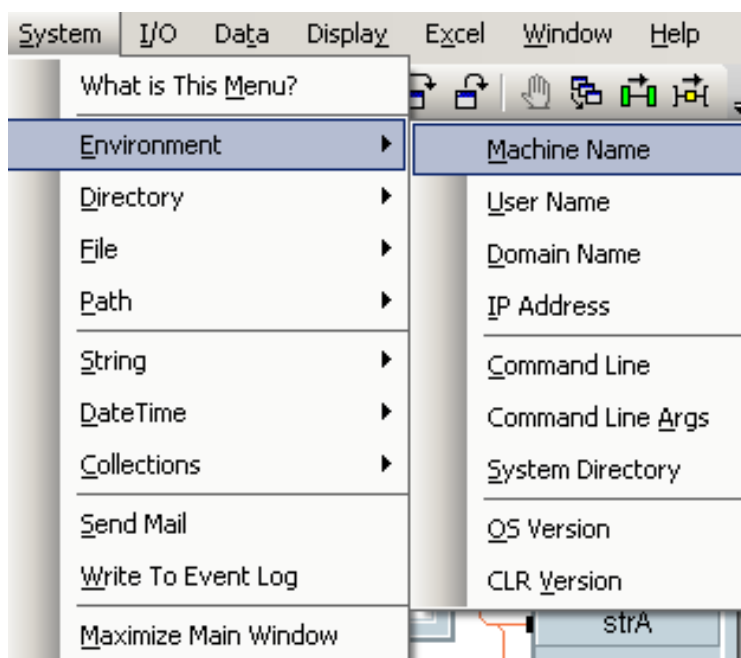 System I/O Data Display Excel Window Help
What is This Menu?
Environment
Directory
File
Path
String
DateTime
Collections
Send Mail
Write To Event Log
Maximize Main Window
Machine Name
User Name
Domain Name
IP Address
Command Line
Command Line Args
System Directory
OS Version
CLR Version
strA